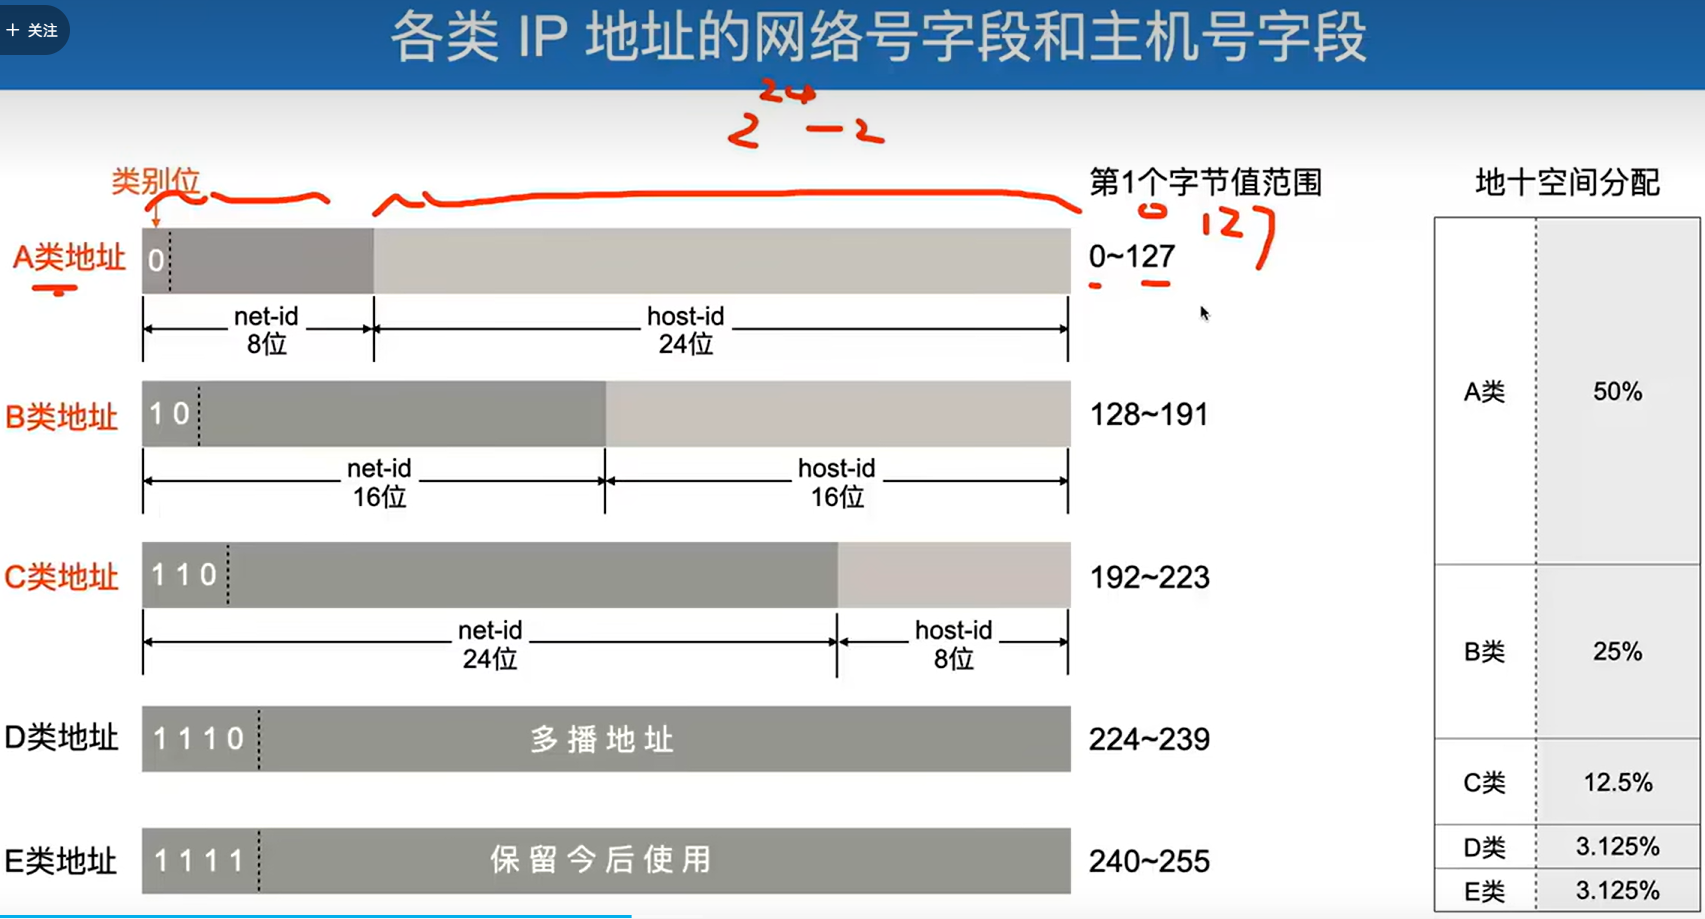 + 关注
各类 IP 地址的网络号字段和主机号字段
2^24 - 2
类别位
第1个字节值范围
地十空间分配
0 127
A类地址
0
0~127
net-id
8位
host-id
24位
B类地址
1 0
128~191
net-id
16位
host-id
16位
C类地址
1 1 0
192~223
net-id
24位
host-id
8位
D类地址
1 1 1 0
多播地址
224~239
E类地址
1 1 1 1
保留今后使用
240~255
A类 50%
B类 25%
C类 12.5%
D类 3.125%
E类 3.125%